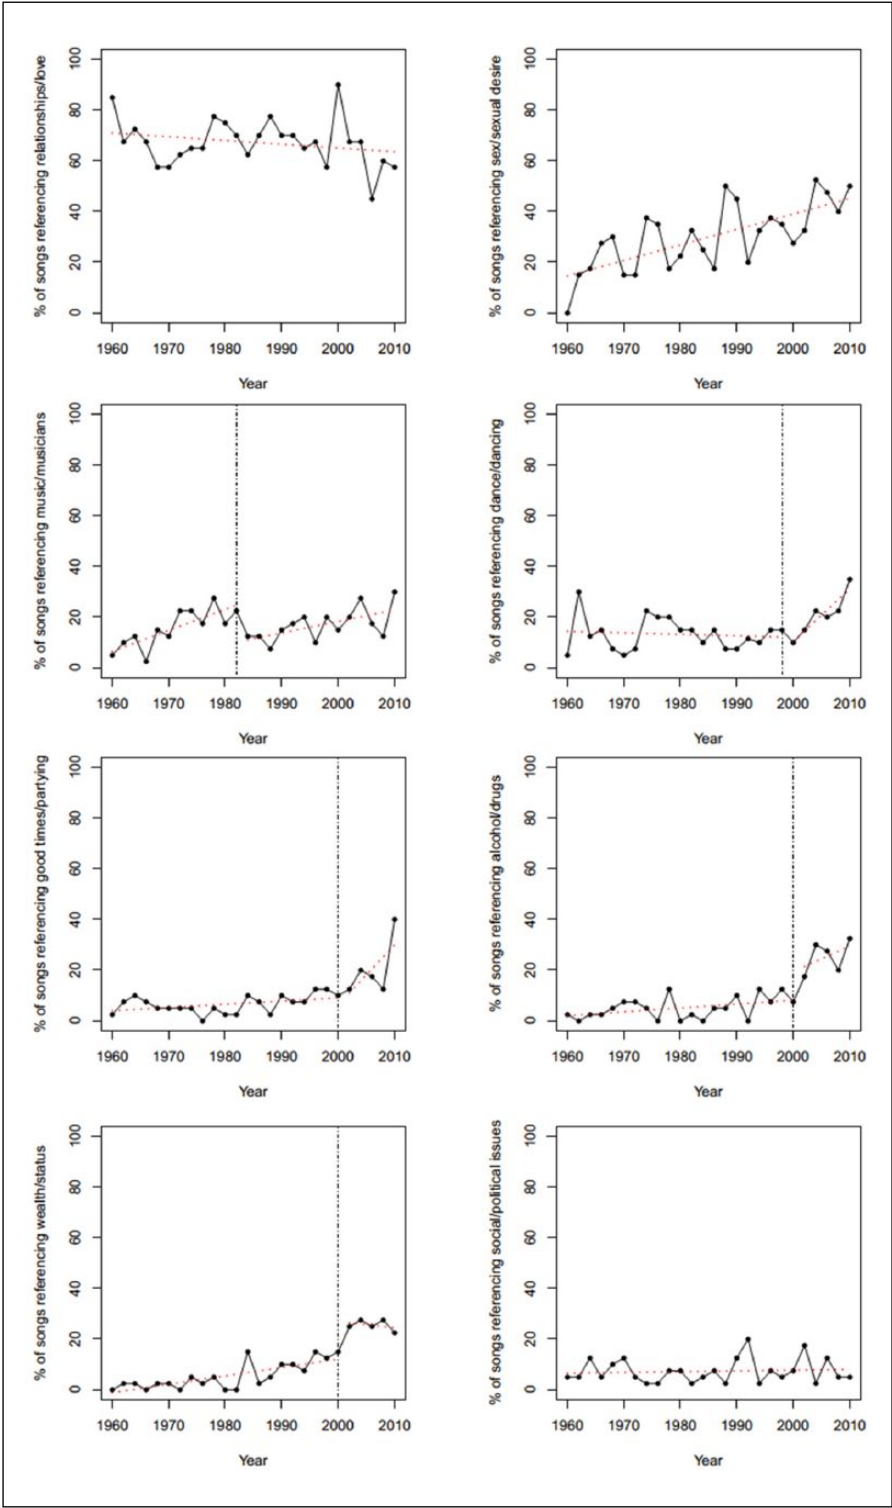 % of songs referencing relationships/love
100
80
60
40
20
0
1960 1970 1980 1990 2000 2010
Year
% of songs referencing sex/sexual desire
100
80
60
40
20
0
1960 1970 1980 1990 2000 2010
Year
% of songs referencing music/musicians
100
80
60
40
20
0
1960 1970 1980 1990 2000 2010
Year
% of songs referencing dance/dancing
100
80
60
40
20
0
1960 1970 1980 1990 2000 2010
Year
% of songs referencing good times/partying
100
80
60
40
20
0
1960 1970 1980 1990 2000 2010
Year
% of songs referencing alcohol/drugs
100
80
60
40
20
0
1960 1970 1980 1990 2000 2010
Year
% of songs referencing wealth/status
100
80
60
40
20
0
1960 1970 1980 1990 2000 2010
Year
% of songs referencing social/political issues
100
80
60
40
20
0
1960 1970 1980 1990 2000 2010
Year